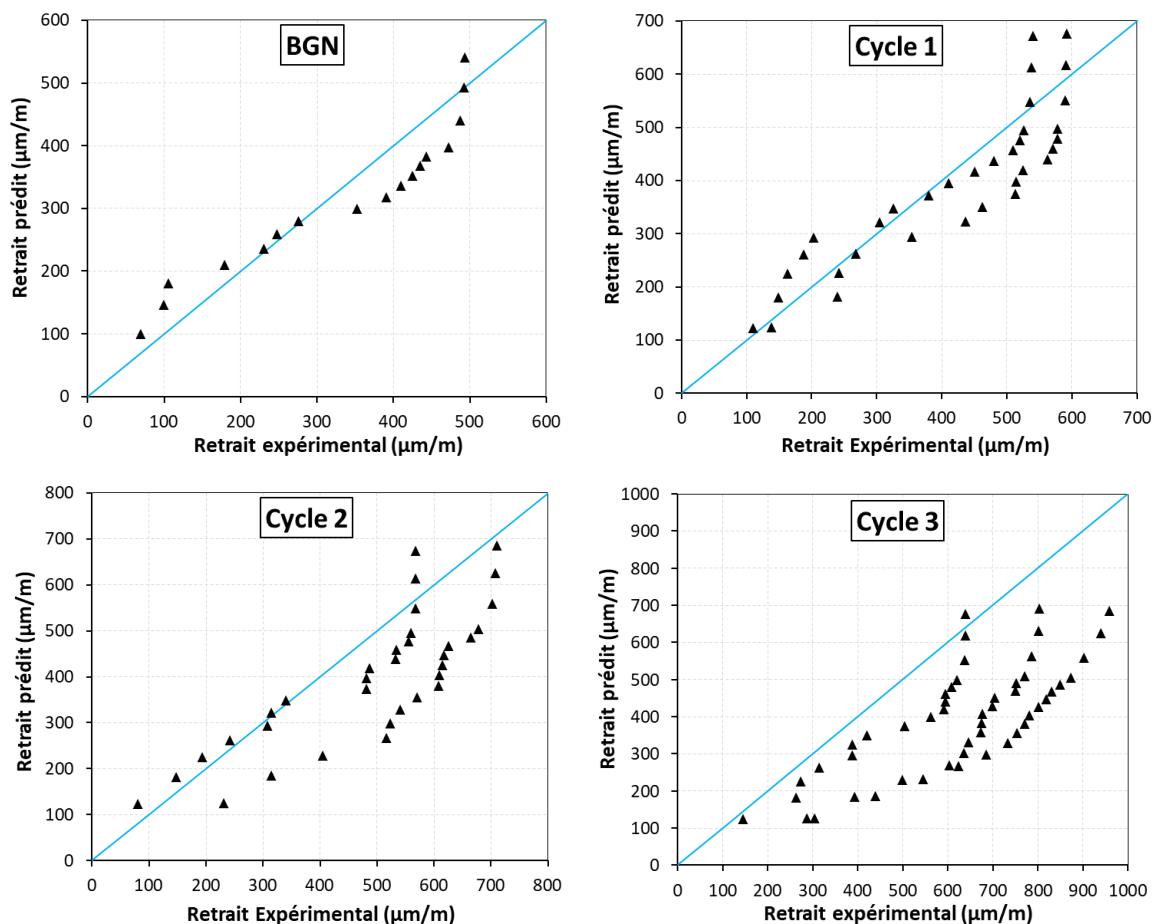 BGN
600
500
400
300
200
100
0
0 100 200 300 400 500 600
Retrait prédit (µm/m)
Retrait expérimental (µm/m)
Cycle 1
700
600
500
400
300
200
100
0
0 100 200 300 400 500 600 700
Retrait prédit (µm/m)
Retrait Expérimental (µm/m)
Cycle 2
800
700
600
500
400
300
200
100
0
0 100 200 300 400 500 600 700 800
Retrait prédit (µm/m)
Retrait Expérimental (µm/m)
Cycle 3
1000
900
800
700
600
500
400
300
200
100
0
0 100 200 300 400 500 600 700 800 900 1000
Retrait prédit (µm/m)
Retrait expérimental (µm/m)